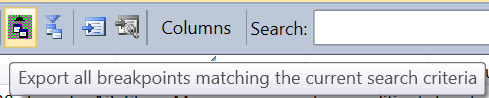 Columns Search:
Export all breakpoints matching the current search criteria